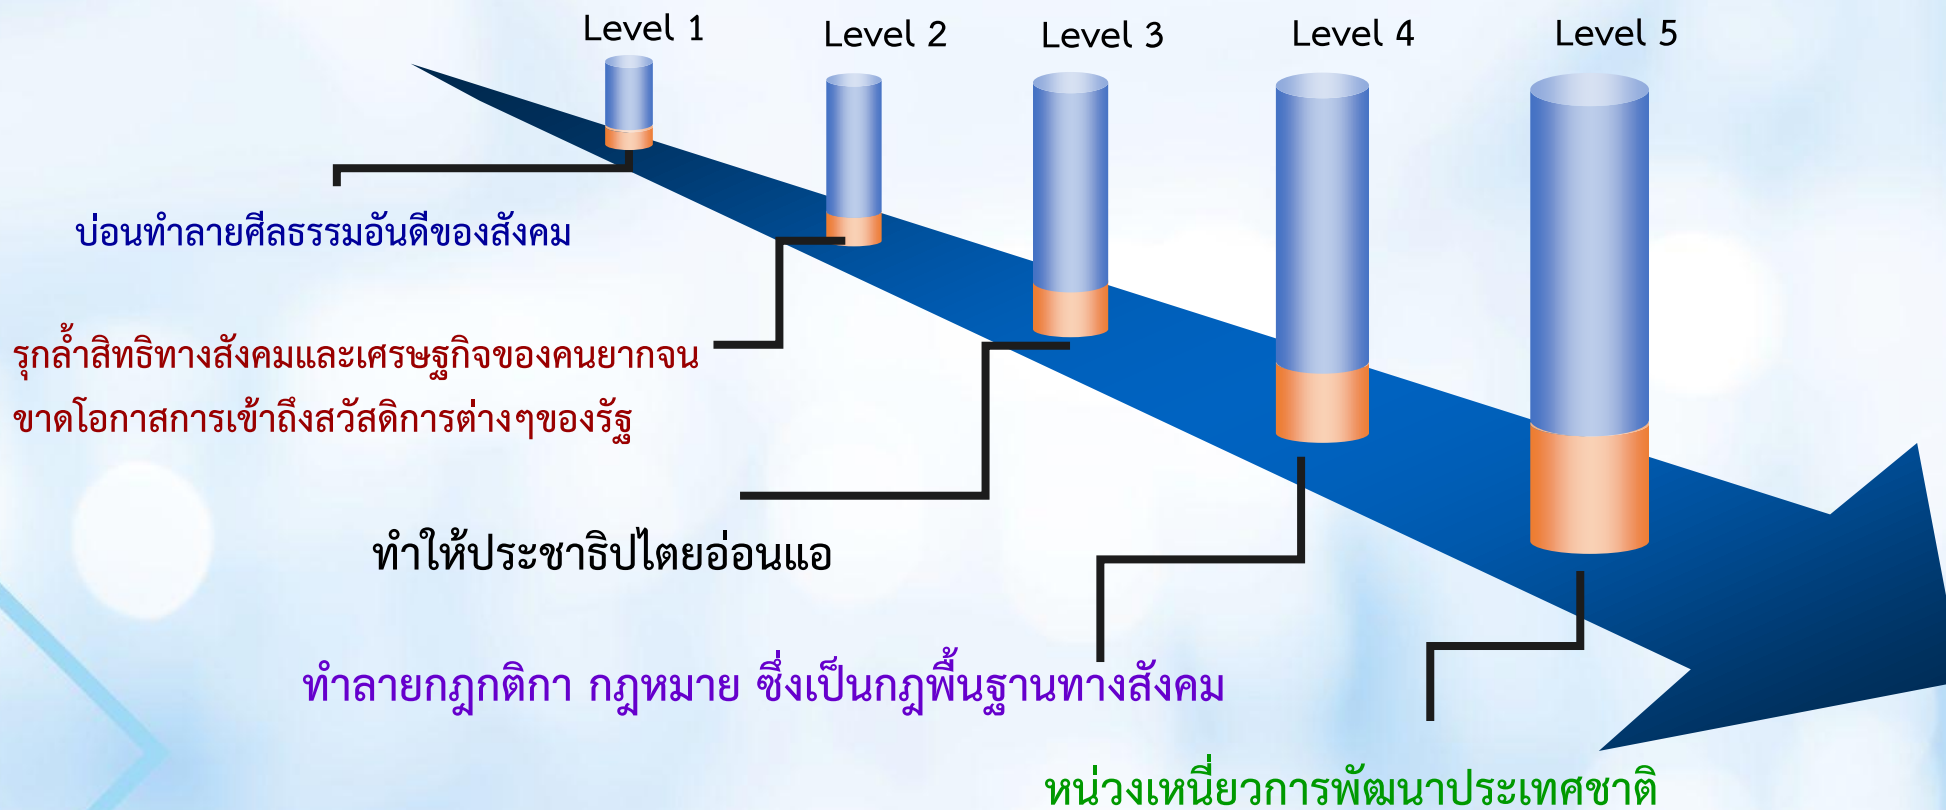 Level 1
Level 2
Level 3
Level 4
Level 5
บ่อนทำลายศีลธรรมอันดีของสังคม
รุกล้ำสิทธิทางสังคมและเศรษฐกิจของคนยากจน
ขาดโอกาสการเข้าถึงสวัสดิการต่างๆของรัฐ
ทำให้ประชาธิปไตยอ่อนแอ
ทำลายกฎกติกา กฎหมาย ซึ่งเป็นกฎพื้นฐานทางสังคม
หน่วงเหนี่ยวการพัฒนาประเทศชาติ